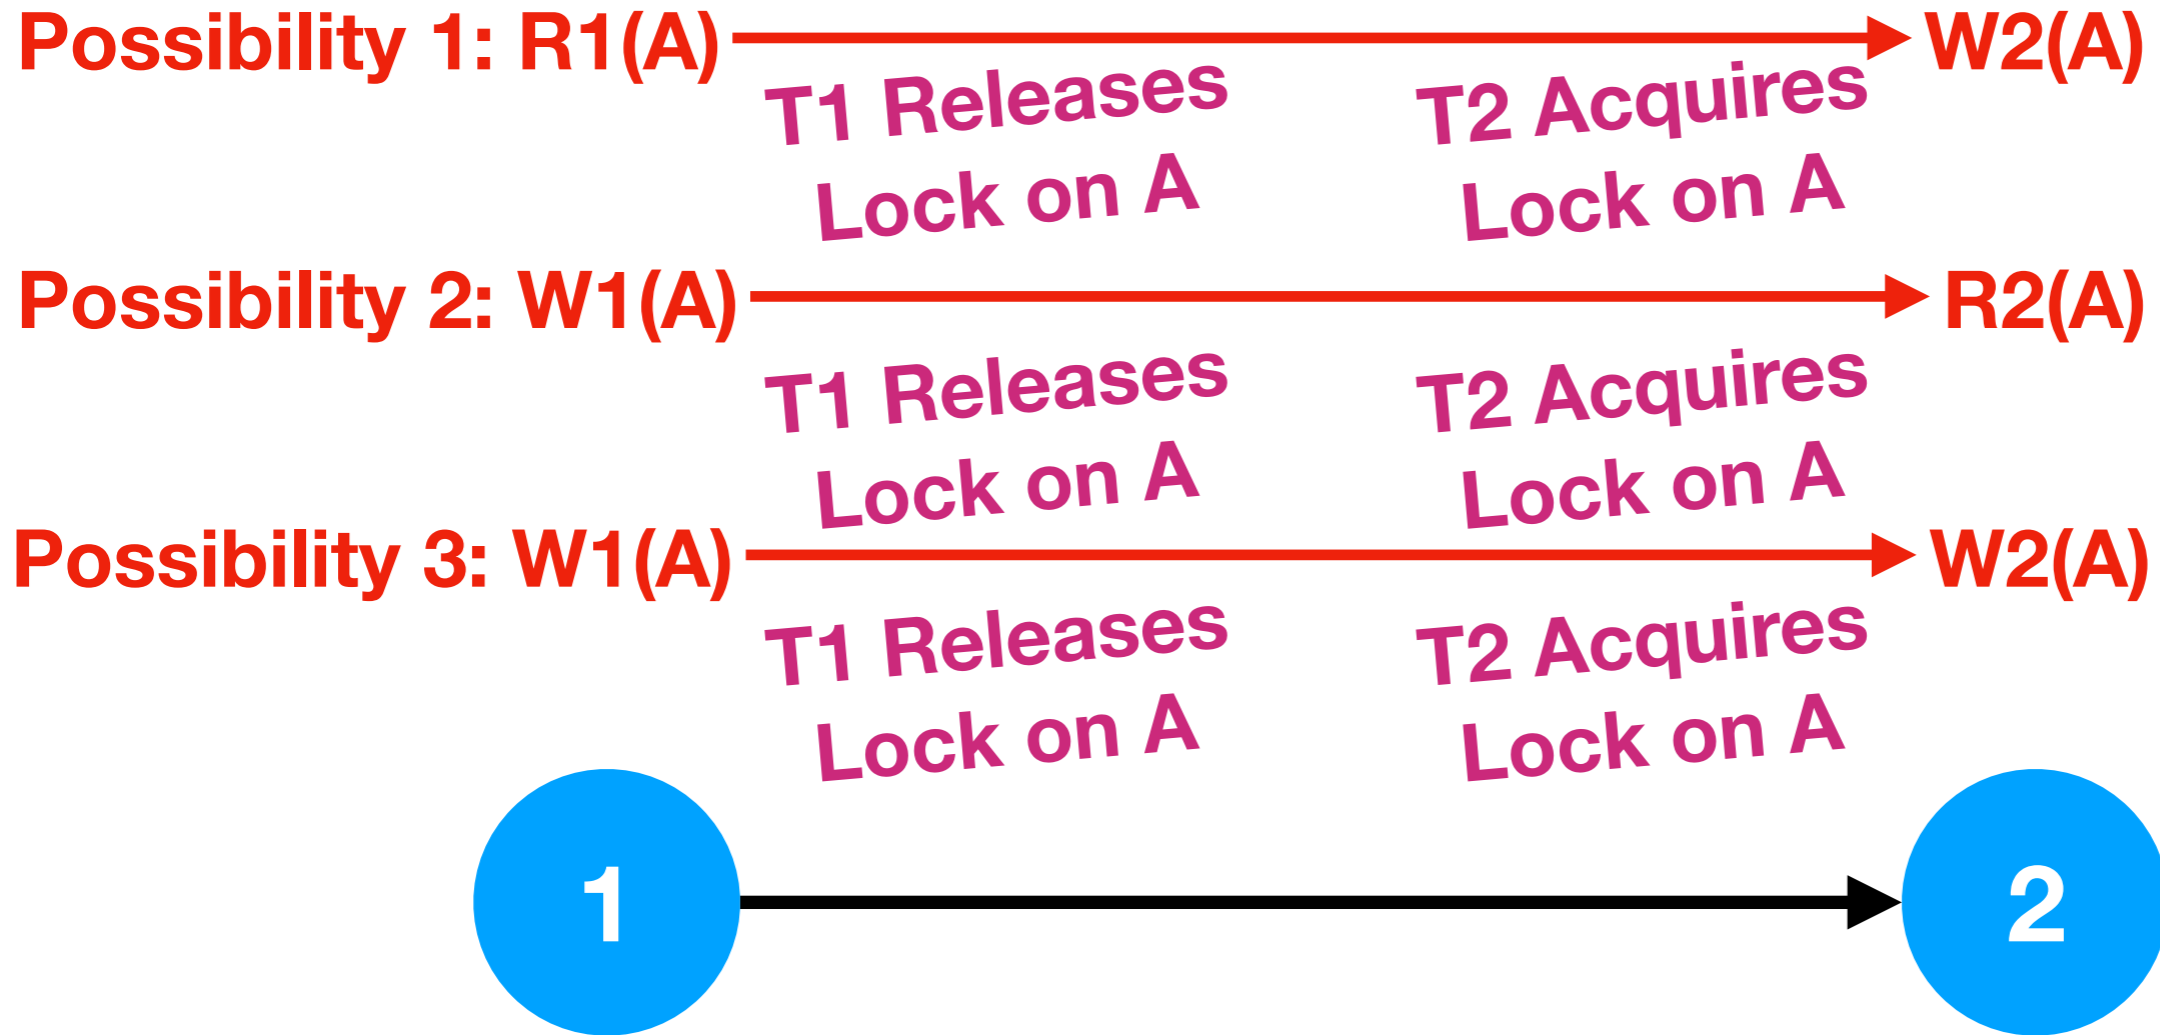 Possibility 1: R1(A) W2(A)
T1 Releases
Lock on A
T2 Acquires
Lock on A
Possibility 2: W1(A) R2(A)
T1 Releases
Lock on A
T2 Acquires
Lock on A
Possibility 3: W1(A) W2(A)
T1 Releases
Lock on A
T2 Acquires
Lock on A
1
2